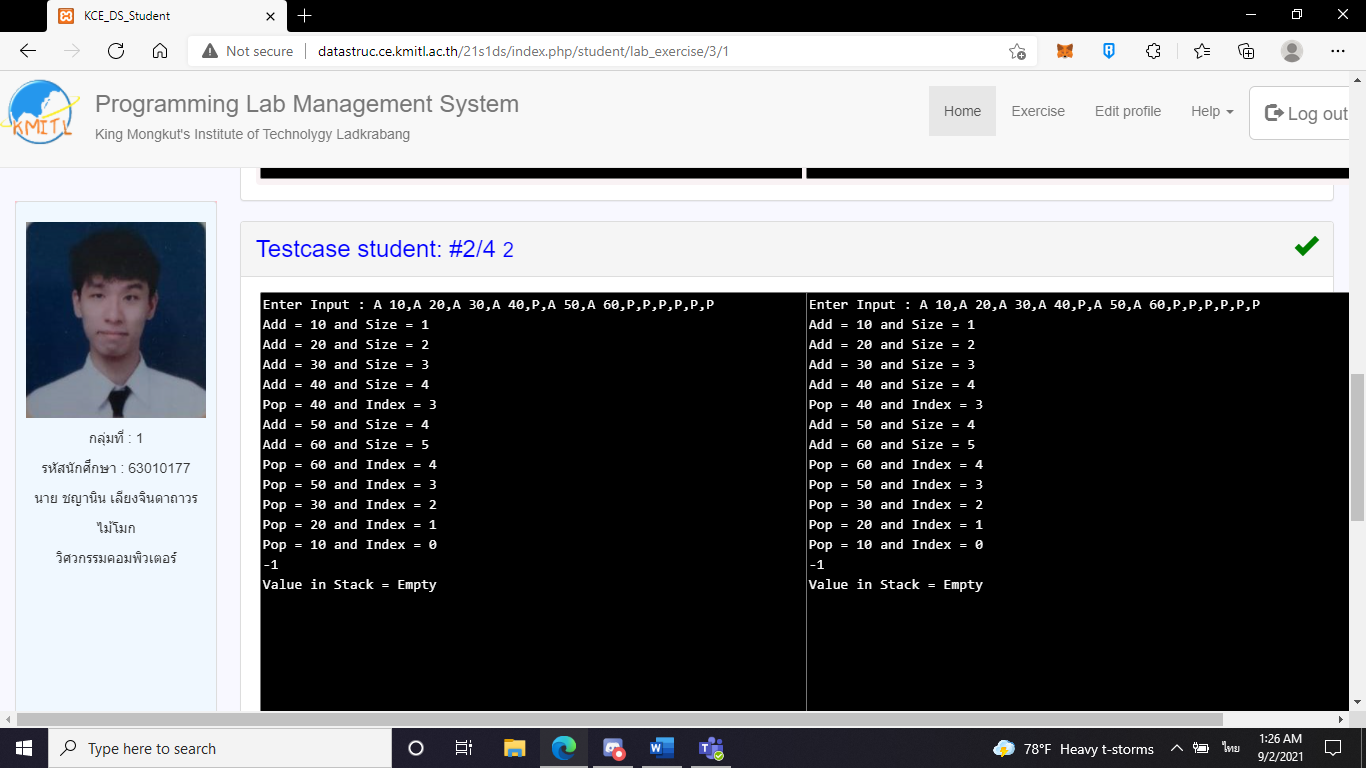 KCE_DS_Student
Not secure
datastruc.ce.kmitl.ac.th/21s1ds/index.php/student/lab_exercise/3/1
KMITL
Programming Lab Management System
King Mongkut's Institute of Technolygy Ladkrabang
Home
Exercise
Edit profile
Help
Log out
กลุ่มที่ : 1
รหัสนักศึกษา : 63010177
นาย ชญานิน เลียงจินดาถาวร
ไม้โมก
วิศวกรรมคอมพิวเตอร์
Testcase student: #2/4 2
Enter Input : A 10,A 20,A 30,A 40,P,A 50,A 60,P,P,P,P,P,P
Add = 10 and Size = 1
Add = 20 and Size = 2
Add = 30 and Size = 3
Add = 40 and Size = 4
Pop = 40 and Index = 3
Add = 50 and Size = 4
Add = 60 and Size = 5
Pop = 60 and Index = 4
Pop = 50 and Index = 3
Pop = 30 and Index = 2
Pop = 20 and Index = 1
Pop = 10 and Index = 0
-1
Value in Stack = Empty
Enter Input : A 10,A 20,A 30,A 40,P,A 50,A 60,P,P,P,P,P,P
Add = 10 and Size = 1
Add = 20 and Size = 2
Add = 30 and Size = 3
Add = 40 and Size = 4
Pop = 40 and Index = 3
Add = 50 and Size = 4
Add = 60 and Size = 5
Pop = 60 and Index = 4
Pop = 50 and Index = 3
Pop = 30 and Index = 2
Pop = 20 and Index = 1
Pop = 10 and Index = 0
-1
Value in Stack = Empty
Type here to search
78°F Heavy t-storms
ไทย
1:26 AM
9/2/2021